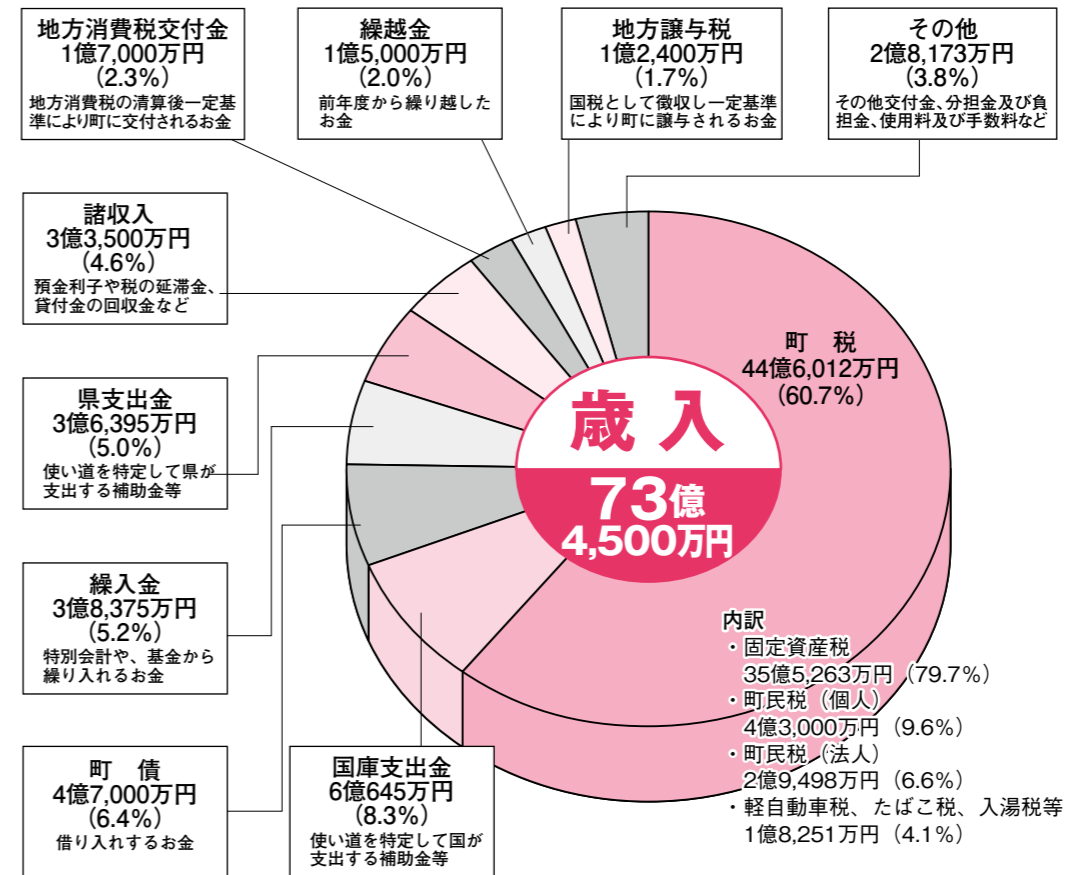 地方消費税交付金
1億7,000万円
(2.3%)
地方消費税の清算後一定基
準により町に交付されるお金
繰越金
1億5,000万円
(2.0%)
前年度から繰り越した
お金
地方譲与税
1億2,400万円
(1.7%)
国税として徴収し一定基準
により町に譲与されるお金
その他
2億8,173万円
(3.8%)
その他交付金、分担金及び負
担金、使用料及び手数料など
諸収入
3億3,500万円
(4.6%)
預金利子や税の延滞金、
貸付金の回収金など
県支出金
3億6,395万円
(5.0%)
使い道を特定して県が
支出する補助金等
繰入金
3億8,375万円
(5.2%)
特別会計や、基金から
繰り入れるお金
町　債
4億7,000万円
(6.4%)
借り入れするお金
国庫支出金
6億645万円
(8.3%)
使い道を特定して国が
支出する補助金等
町　税
44億6,012万円
(60.7%)
歳入
73億
4,500万円
内訳
・固定資産税
35億5,263万円（79.7%）
・町民税（個人）
4億3,000万円（9.6%）
・町民税（法人）
2億9,498万円（6.6%）
・軽自動車税、たばこ税、入湯税等
1億8,251万円（4.1%）